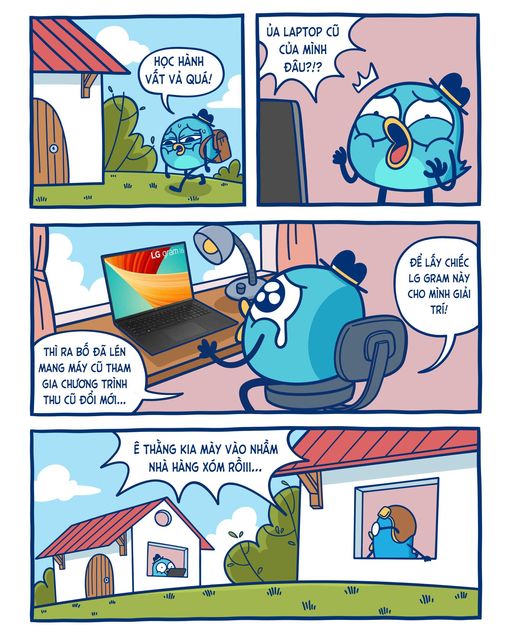 HỌC HÀNH
VẤT VẢ QUÁ!
ỦA LAPTOP CŨ
CỦA MÌNH
ĐÂU?!?
LG gram 16
ĐỂ LẤY CHIẾC
LG GRAM NÀY
CHO MÌNH GIẢI
TRÍ!
THÌ RA BỐ ĐÃ LÉN
MANG MÁY CŨ THAM
GIA CHƯƠNG TRÌNH
THU CŨ ĐỔI MỚI...
Ê THẰNG KIA MÀY VÀO NHẦM
NHÀ HÀNG XÓM RỒIII...